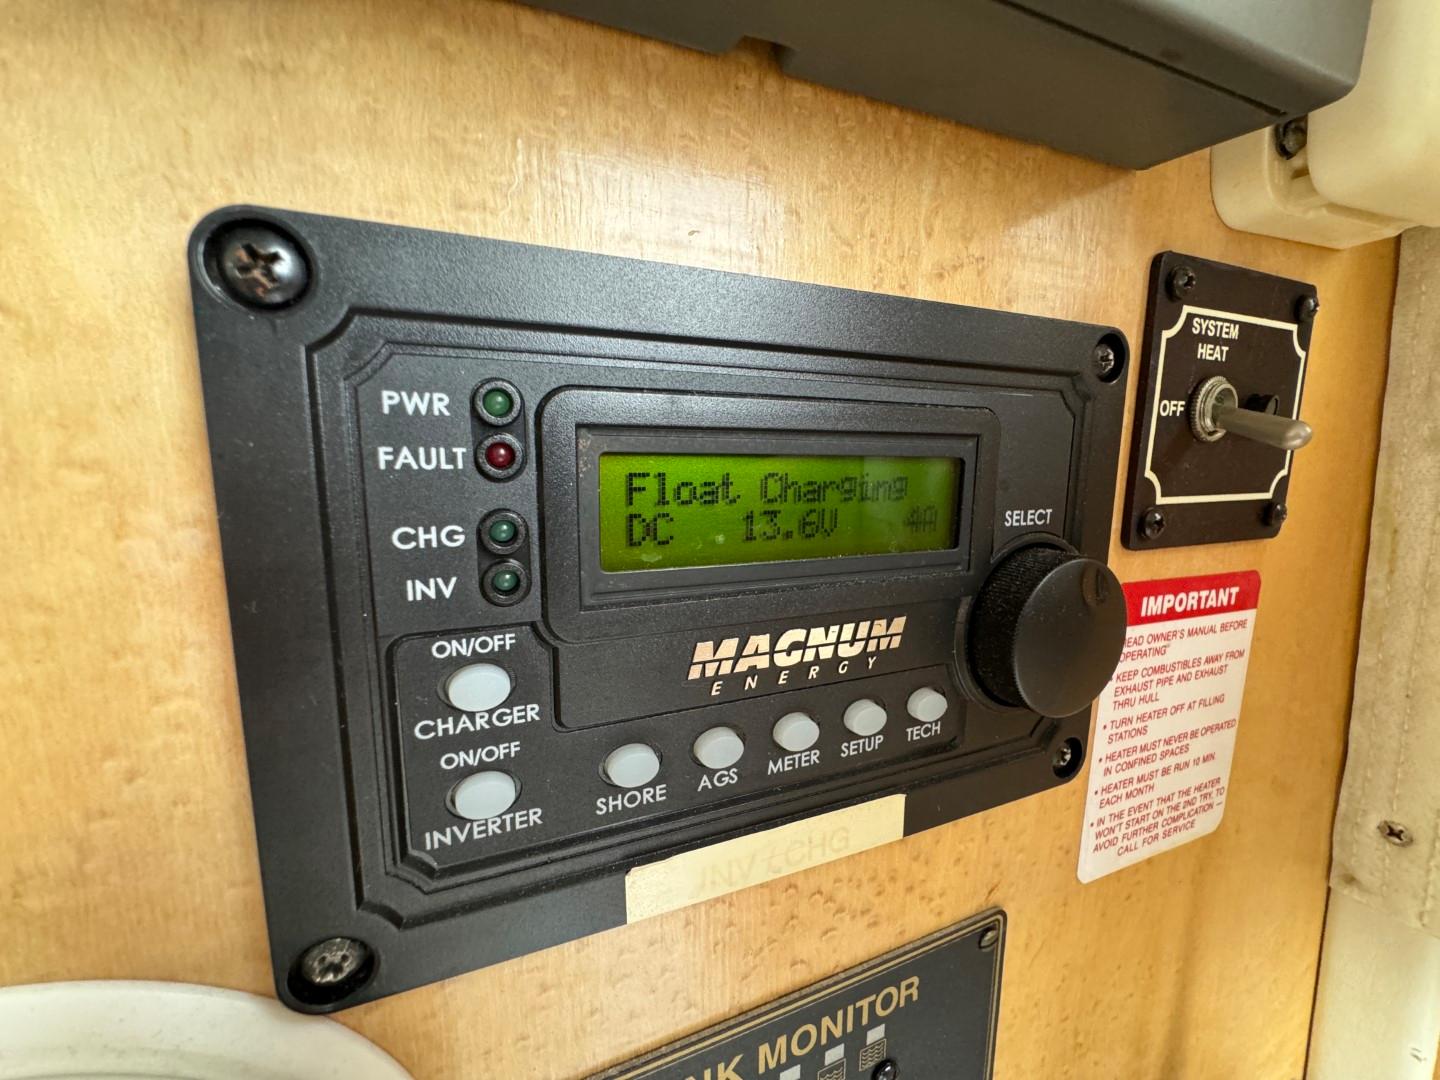 PWR
FAULT
CHG
INV
Float Charging
DC 13.6V 4A
SELECT
MAGNUM
ENERGY
ON/OFF
CHARGER
ON/OFF
INVERTER
SHORE
AGS
METER
SETUP
TECH
INV / CHG
SYSTEM
HEAT
OFF
IMPORTANT
READ OWNER'S MANUAL BEFORE
OPERATING
• KEEP COMBUSTIBLES AWAY FROM
EXHAUST PIPE AND EXHAUST
THRU HULL
• TURN HEATER OFF AT FILLING
STATIONS
• HEATER MUST NEVER BE OPERATED
IN CONFINED SPACES
• HEATER MUST BE RUN 10 MIN.
EACH MONTH
• IN THE EVENT THAT THE HEATER
WON'T START ON THE 2ND TRY, TO
AVOID FURTHER COMPLICATION –
CALL FOR SERVICE
NK MONITOR